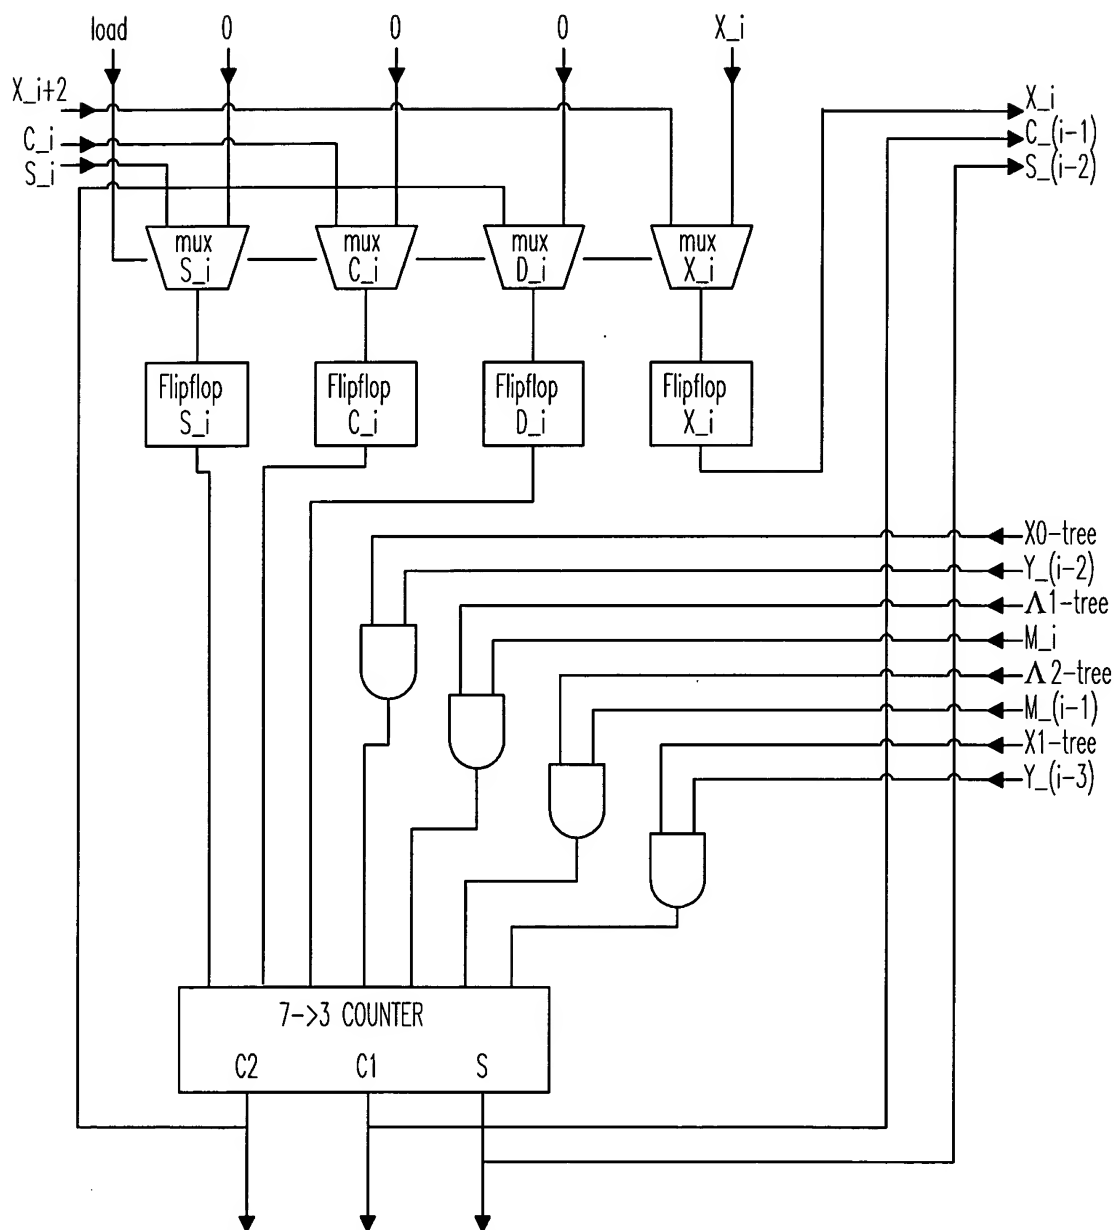 load
0
0
0
X_i
X_i+2
C_i
S_i
X_i
C_(i-1)
S_(i-2)
mux
S_i
mux
C_i
mux
D_i
mux
X_i
Flipflop
S_i
Flipflop
C_i
Flipflop
D_i
Flipflop
X_i
X0-tree
Y_(i-2)
Λ1-tree
M_i
Λ2-tree
M_(i-1)
X1-tree
Y_(i-3)
7->3 COUNTER
C2
C1
S